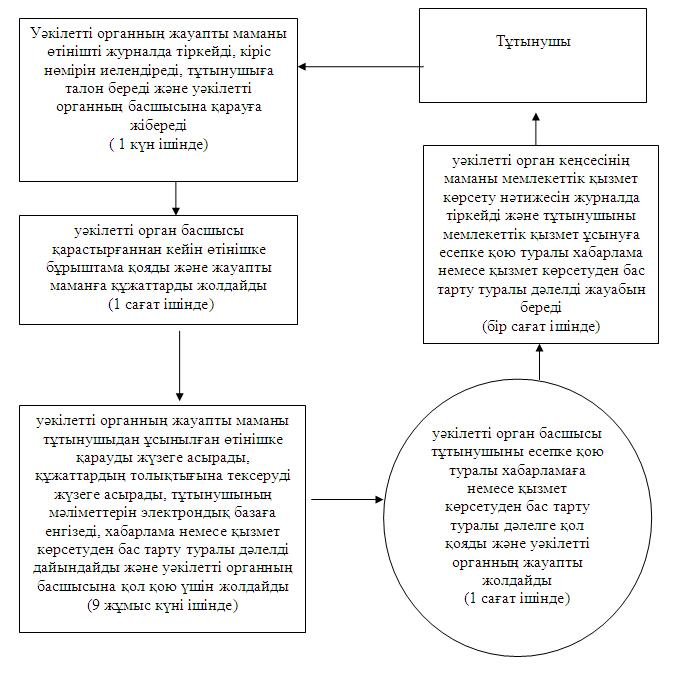 Тұтынушы
Уәкілетті органның жауапты маманы
өтінішті журналда тіркейді, кіріс
нөмірін иелендіреді, тұтынушыға
талон береді және уәкілетті
органның басшысына қарауға
жібереді
( 1 күн ішінде)
уәкілетті орган басшысы
қарастырғаннан кейін өтінішке
бұрыштама қояды және жауапты
маманға құжаттарды жолдайды
(1 сағат ішінде)
уәкілетті органның жауапты маманы
тұтынушыдан ұсынылған өтінішке
қарауды жүзеге асырады,
құжаттардың толықтығына тексеруді
жүзеге асырады, тұтынушының
мәліметтерін электрондық базаға
енгізеді, хабарлама немесе қызмет
көрсетуден бас тарту туралы дәлелді
дайындайды және уәкілетті органның
басшысына қол қою үшін жолдайды
(9 жұмыс күні ішінде)
уәкілетті орган басшысы
тұтынушыны есепке қою
туралы хабарламаға
немесе қызмет
көрсетуден бас тарту
туралы дәлелге қол
қояды және уәкілетті
органның жауапты
жолдайды
(1 сағат ішінде)
уәкілетті орган кеңсесінің
маманы мемлекеттік қызмет
көрсету нәтижесін журналда
тіркейді және тұтынушыны
мемлекеттік қызмет ұсынуға
есепке қою туралы хабарлама
немесе қызмет көрсетуден бас
тарту туралы дәлелді жауабын
береді
(бір сағат ішінде)